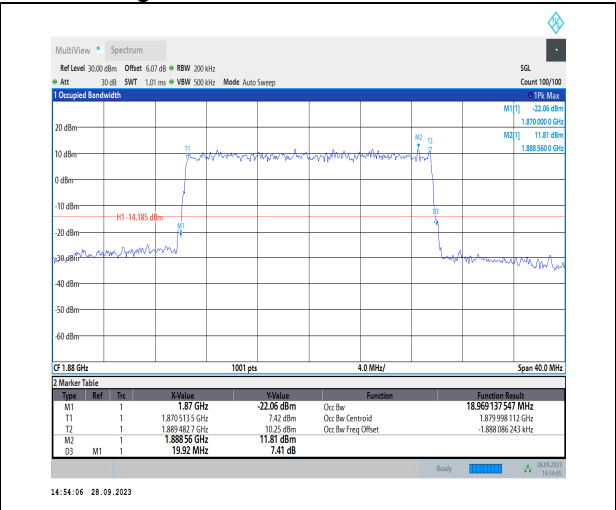 MultiView Spectrum
Ref Level 30.00 dBm Offset 6.07 dB RBW 200 kHz SGL
Att 30 dB SWT 1.01 ms VBW 500 kHz Mode Auto Sweep Count 100/100
1 Occupied Bandwidth 1Pk Max
M1[1] -22.06 dBm
1.870 000 0 GHz
M2[1] 11.81 dBm
1.888 560 0 GHz
20 dBm
M2
T2
T1
10 dBm
0 dBm
-10 dBm
D3
H1 -14.185 dBm
M1
-20 dBm
-30 dBm
-40 dBm
-50 dBm
-60 dBm
CF 1.88 GHz 1001 pts 4.0 MHz/ Span 40.0 MHz
2 Marker Table
Type Ref Trc X-Value Y-Value Function Function Result
M1 1 1.87 GHz -22.06 dBm Occ Bw 18.969 137 547 MHz
T1 1 1.870 513 5 GHz 7.42 dBm Occ Bw Centroid 1.879 998 112 GHz
T2 1 1.889 482 7 GHz 10.25 dBm Occ Bw Freq Offset -1.888 086 243 kHz
M2 1 1.888 56 GHz 11.81 dBm
D3 M1 1 19.92 MHz 7.41 dB
Ready 28.09.2023
14:54:05
14:54:06 28.09.2023